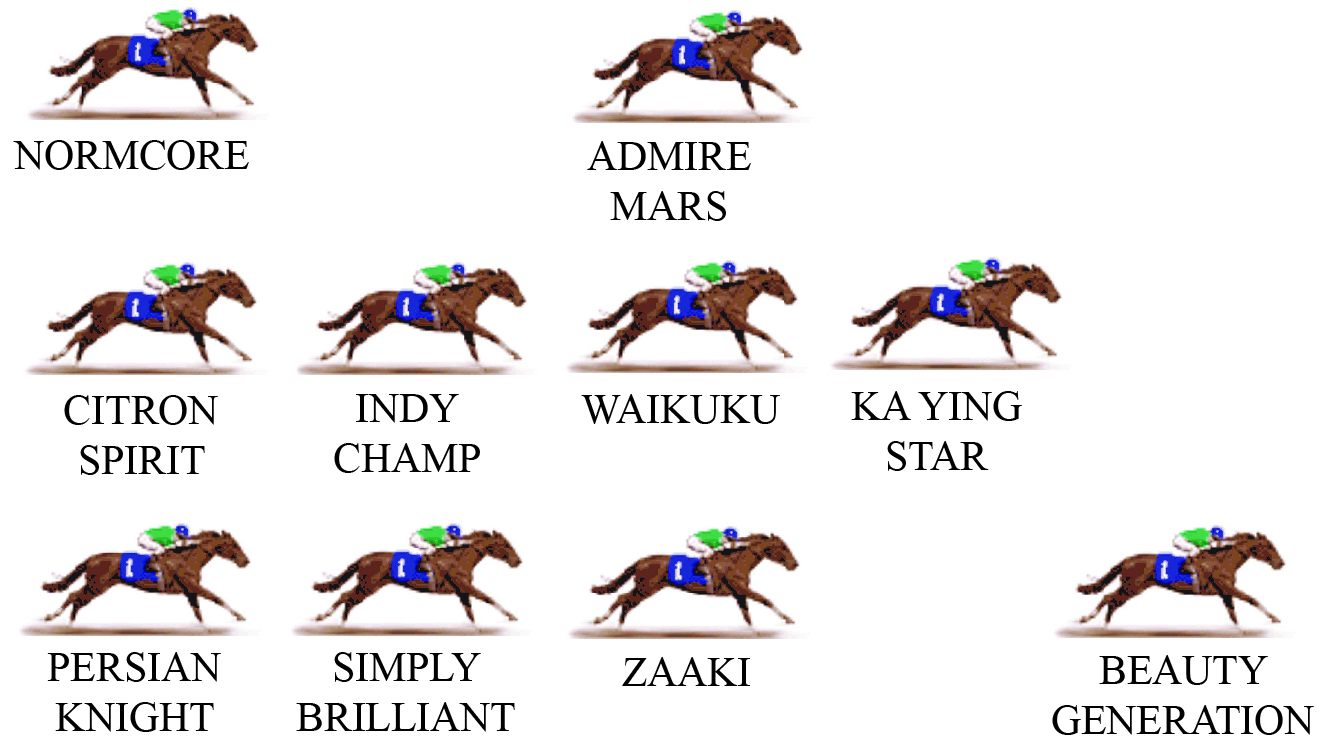 NORMCORE
ADMIRE
MARS
CITRON
SPIRIT
INDY
CHAMP
WAIKUKU
KA YING
STAR
PERSIAN
KNIGHT
SIMPLY
BRILLIANT
ZAAKI
BEAUTY
GENERATION